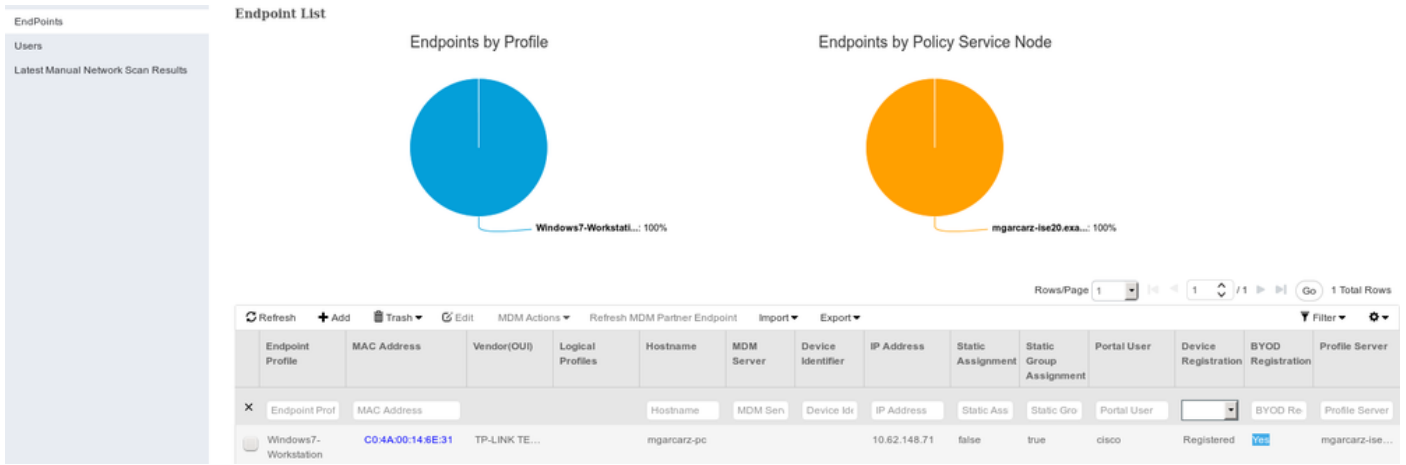 EndPoints
Users
Latest Manual Network Scan Results
Endpoint List
Endpoints by Profile
Windows7-Workstati...: 100%
Endpoints by Policy Service Node
mgarcarz-ise20.exa...: 100%
Rows/Page 1 1 / 1 Go 1 Total Rows
Refresh Add Trash Edit MDM Actions Refresh MDM Partner Endpoint Import Export Filter
Endpoint Profile MAC Address Vendor(OUI) Logical Profiles Hostname MDM Server Device Identifier IP Address Static Assignment Static Group Assignment Portal User Device Registration BYOD Registration Profile Server
Endpoint Prof MAC Address Hostname MDM Serv Device Ide IP Address Static Ass Static Gro Portal User BYOD Re Profile Server
Windows7-Workstation C0:4A:00:14:6E:31 TP-LINK TE... mgarcarz-pc 10.62.148.71 false true cisco Registered Yes mgarcarz-ise...